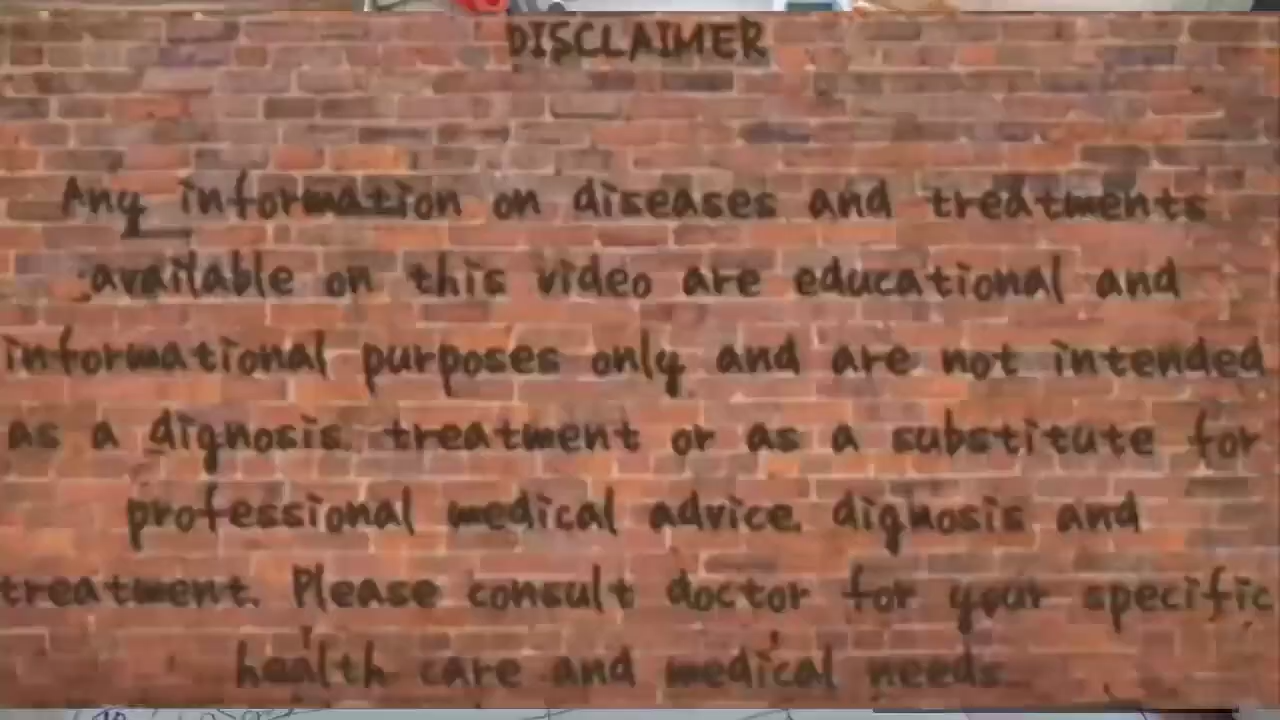 DISCLAIMER
Any information on diseases and treatments
available on this video are educational and
informational purposes only and are not intended
as a dignosis, treatment or as a substitute for
professional medical advice, dignosis and
treatment. Please consult doctor for your specific
health care and medical needs.